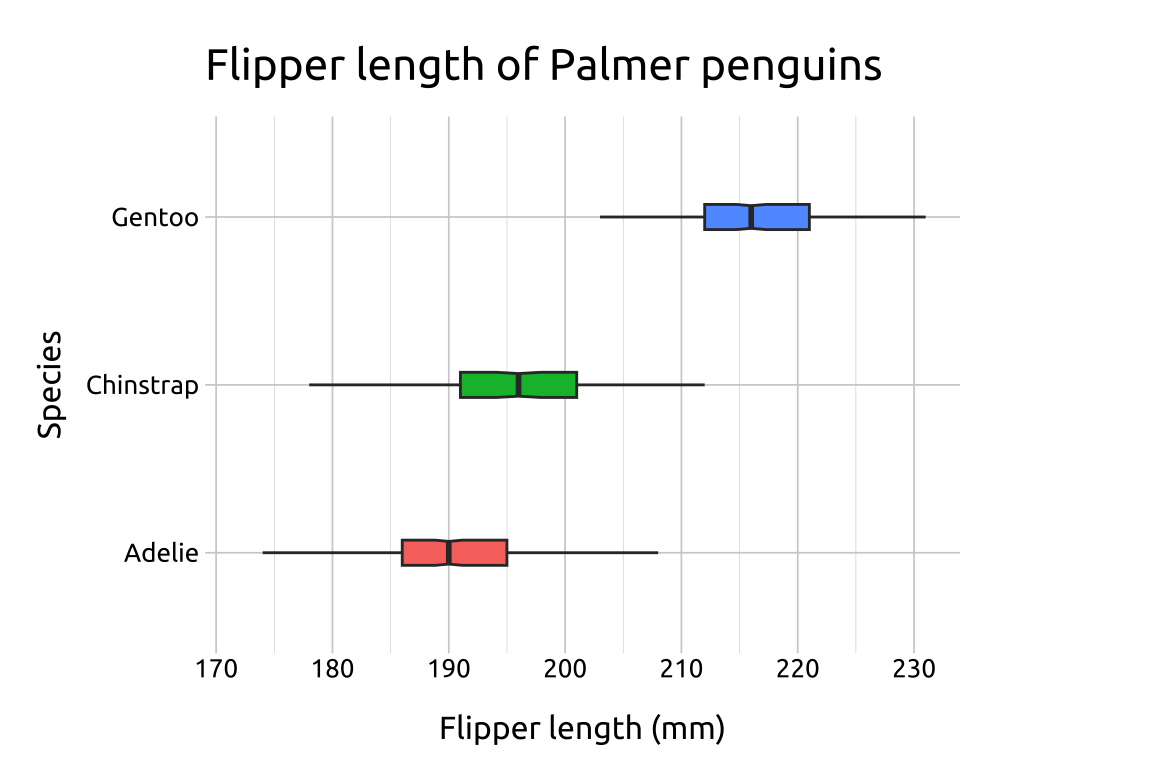 Flipper length of Palmer penguins
Gentoo
Chinstrap
Adelie
Species
170 180 190 200 210 220 230
Flipper length (mm)